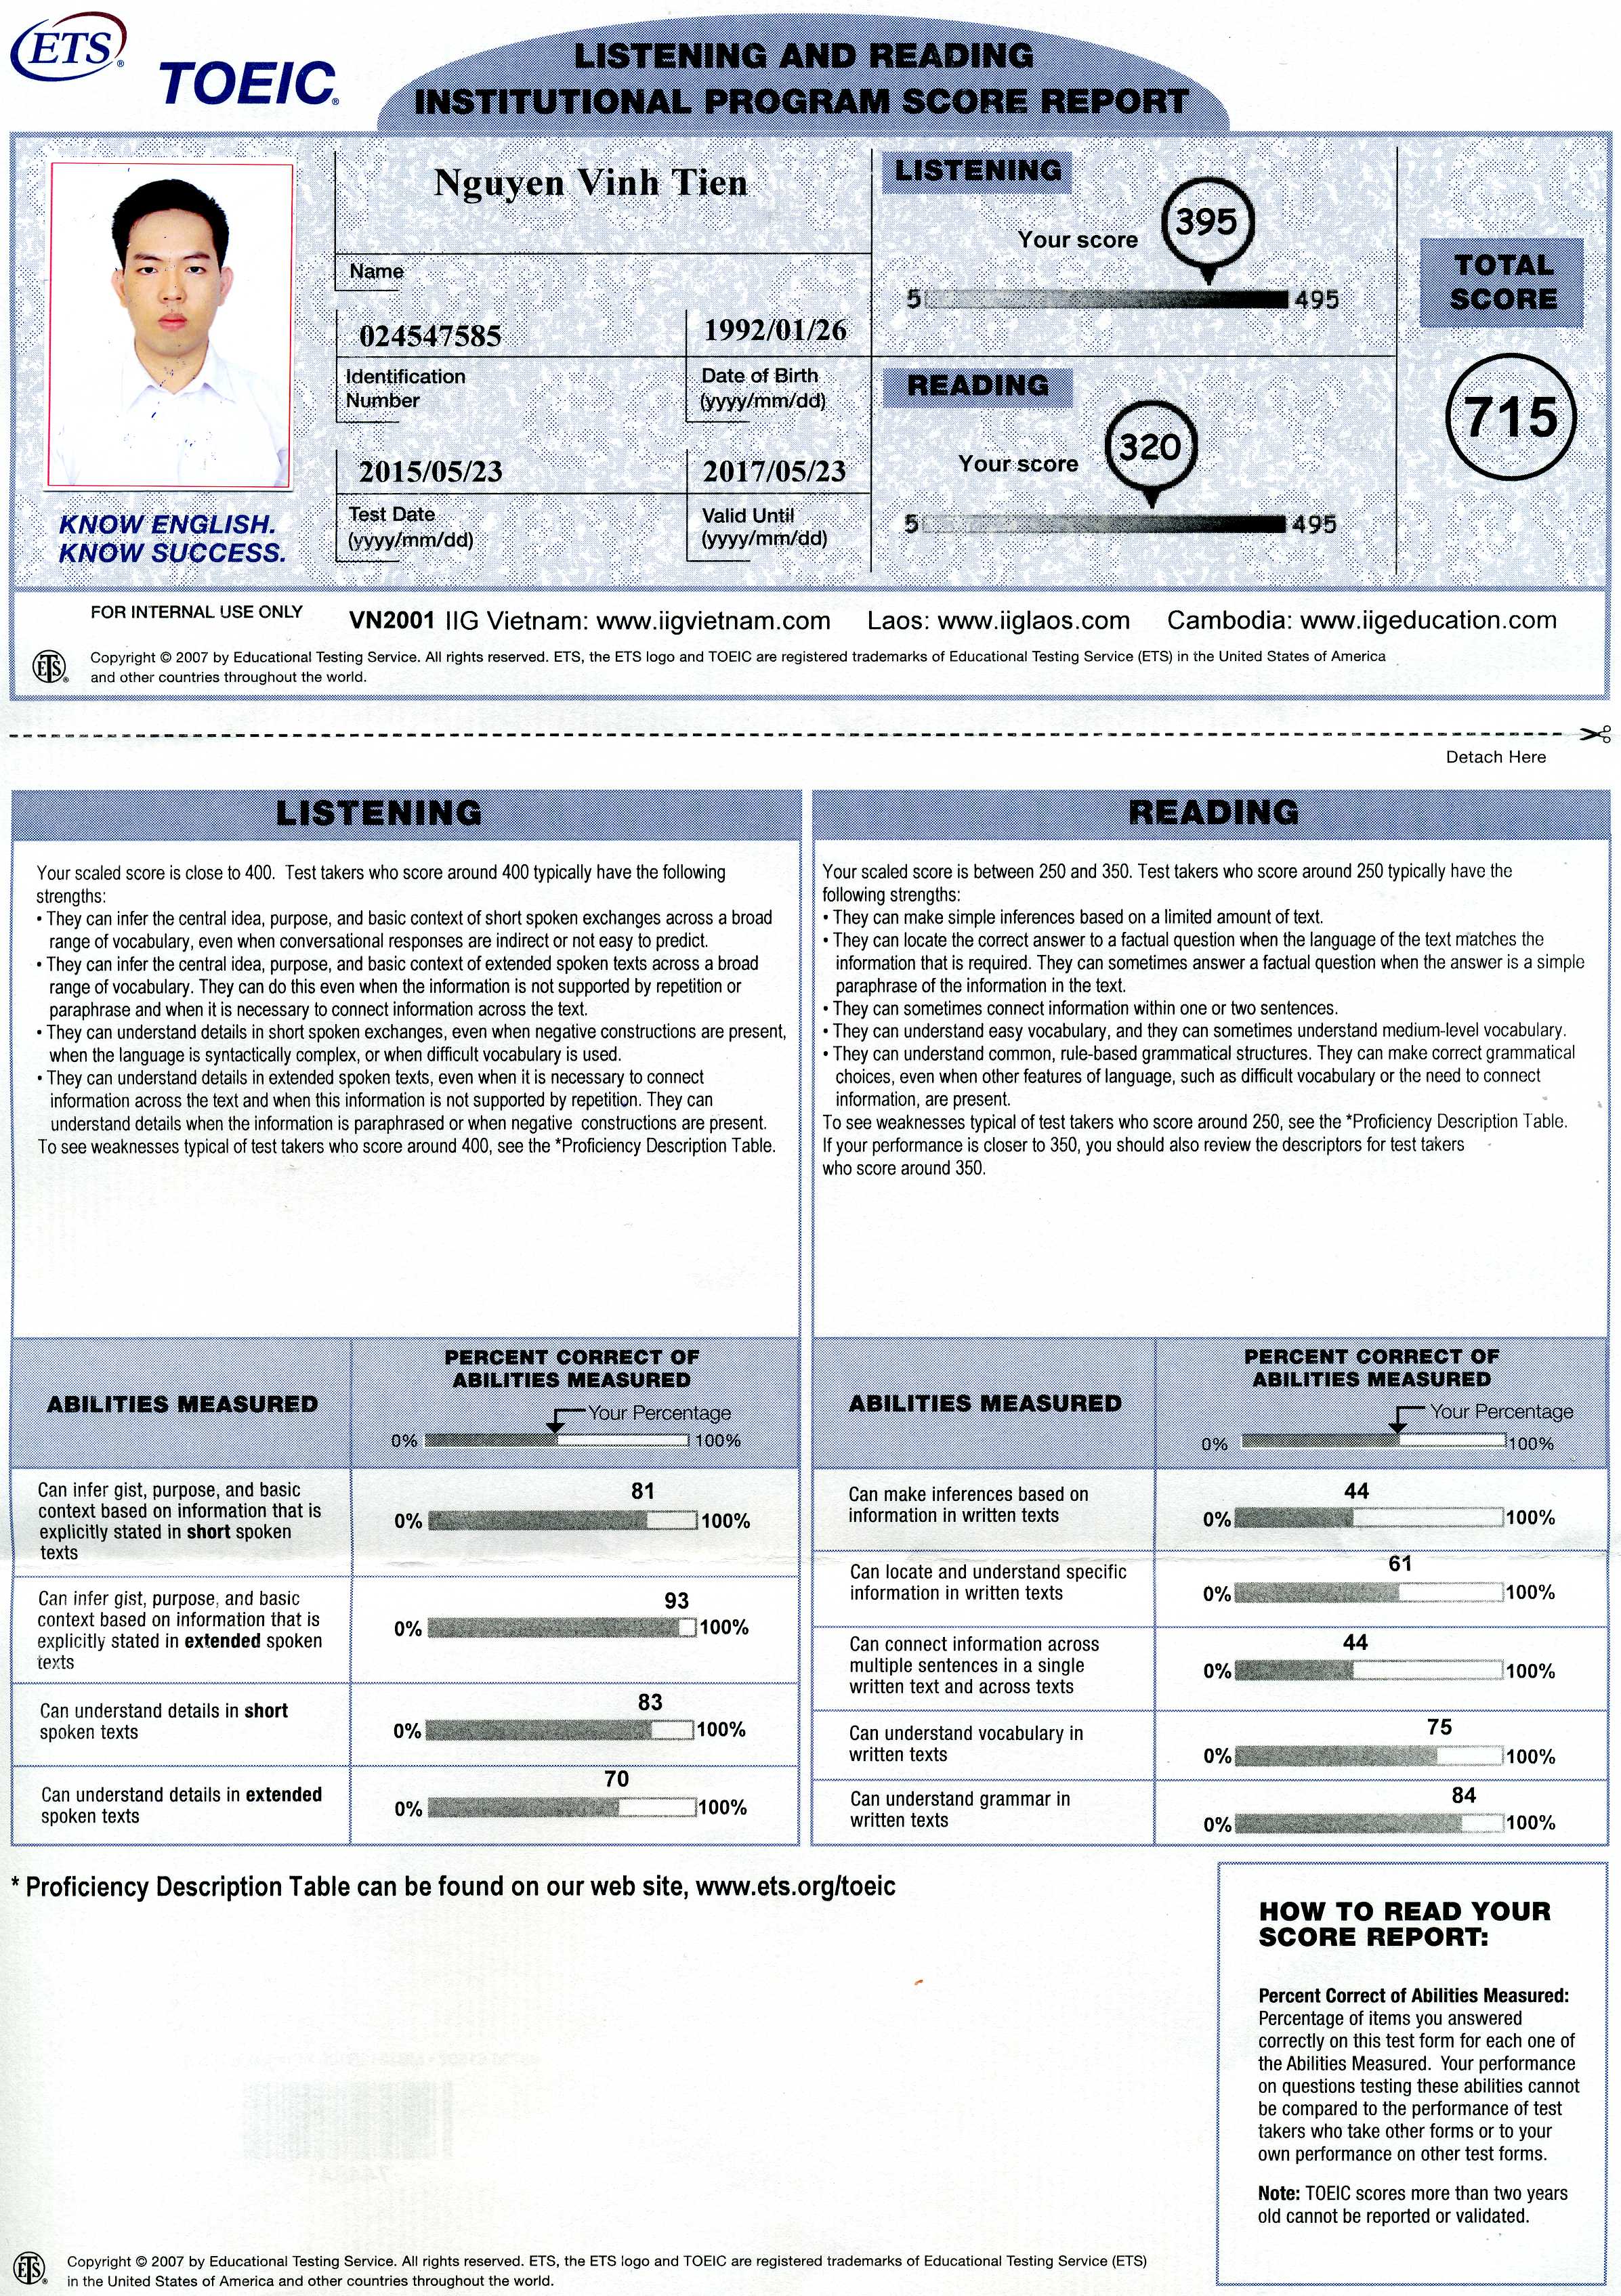 ETS®
TOEIC®
LISTENING AND READING
INSTITUTIONAL PROGRAM SCORE REPORT
Nguyen Vinh Tien
Name
024547585
Identification
Number
1992/01/26
Date of Birth
(yyyy/mm/dd)
2015/05/23
Test Date
(yyyy/mm/dd)
2017/05/23
Valid Until
(yyyy/mm/dd)
KNOW ENGLISH.
KNOW SUCCESS.
LISTENING
Your score
395
5 495
READING
Your score
320
5 495
TOTAL
SCORE
715
FOR INTERNAL USE ONLY VN2001 IIG Vietnam: www.iigvietnam.com Laos: www.iiglaos.com Cambodia: www.iigeducation.com
ETS® Copyright © 2007 by Educational Testing Service. All rights reserved. ETS, the ETS logo and TOEIC are registered trademarks of Educational Testing Service (ETS) in the United States of America
and other countries throughout the world.
Detach Here
LISTENING
Your scaled score is close to 400. Test takers who score around 400 typically have the following
strengths:
• They can infer the central idea, purpose, and basic context of short spoken exchanges across a broad
range of vocabulary, even when conversational responses are indirect or not easy to predict.
• They can infer the central idea, purpose, and basic context of extended spoken texts across a broad
range of vocabulary. They can do this even when the information is not supported by repetition or
paraphrase and when it is necessary to connect information across the text.
• They can understand details in short spoken exchanges, even when negative constructions are present,
when the language is syntactically complex, or when difficult vocabulary is used.
• They can understand details in extended spoken texts, even when it is necessary to connect
information across the text and when this information is not supported by repetition. They can
understand details when the information is paraphrased or when negative constructions are present.
To see weaknesses typical of test takers who score around 400, see the *Proficiency Description Table.
READING
Your scaled score is between 250 and 350. Test takers who score around 250 typically have the
following strengths:
• They can make simple inferences based on a limited amount of text.
• They can locate the correct answer to a factual question when the language of the text matches the
information that is required. They can sometimes answer a factual question when the answer is a simple
paraphrase of the information in the text.
• They can sometimes connect information within one or two sentences.
• They can understand easy vocabulary, and they can sometimes understand medium-level vocabulary.
• They can understand common, rule-based grammatical structures. They can make correct grammatical
choices, even when other features of language, such as difficult vocabulary or the need to connect
information, are present.
To see weaknesses typical of test takers who score around 250, see the *Proficiency Description Table.
If your performance is closer to 350, you should also review the descriptors for test takers
who score around 350.
ABILITIES MEASURED
PERCENT CORRECT OF
ABILITIES MEASURED
Your Percentage
0% 100%
Can infer gist, purpose, and basic
context based on information that is
explicitly stated in short spoken
texts
81
0% 100%
Can infer gist, purpose, and basic
context based on information that is
explicitly stated in extended spoken
texts
93
0% 100%
Can understand details in short
spoken texts
83
0% 100%
Can understand details in extended
spoken texts
70
0% 100%
ABILITIES MEASURED
PERCENT CORRECT OF
ABILITIES MEASURED
Your Percentage
0% 100%
Can make inferences based on
information in written texts
44
0% 100%
Can locate and understand specific
information in written texts
61
0% 100%
Can connect information across
multiple sentences in a single
written text and across texts
44
0% 100%
Can understand vocabulary in
written texts
75
0% 100%
Can understand grammar in
written texts
84
0% 100%
* Proficiency Description Table can be found on our web site, www.ets.org/toeic
HOW TO READ YOUR
SCORE REPORT:
Percent Correct of Abilities Measured:
Percentage of items you answered
correctly on this test form for each one of
the Abilities Measured. Your performance
on questions testing these abilities cannot
be compared to the performance of test
takers who take other forms or to your
own performance on other test forms.
Note: TOEIC scores more than two years
old cannot be reported or validated.
ETS® Copyright © 2007 by Educational Testing Service. All rights reserved. ETS, the ETS logo and TOEIC are registered trademarks of Educational Testing Service (ETS)
in the United States of America and other countries throughout the world.